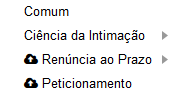 Comum
Ciência da Intimação
Renúncia ao Prazo
Peticionamento